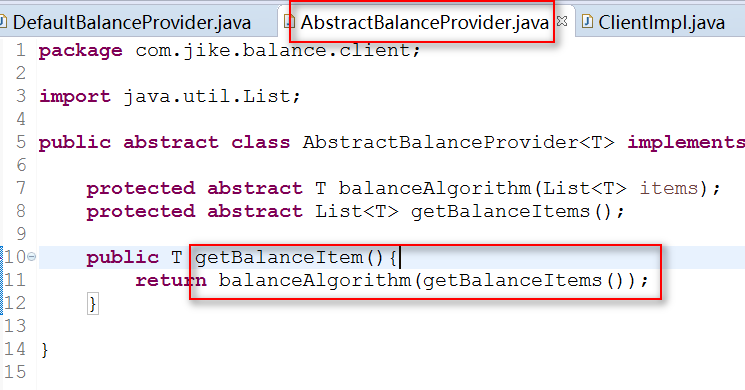 DefaultBalanceProvider.java AbstractBalanceProvider.java ClientImpl.java
1 package com.jike.balance.client;
2
3 import java.util.List;
4
5 public abstract class AbstractBalanceProvider<T> implements
6
7 protected abstract T balanceAlgorithm(List<T> items);
8 protected abstract List<T> getBalanceItems();
9
10 public T getBalanceItem(){
11 return balanceAlgorithm(getBalanceItems());
12 }
13
14 }
15